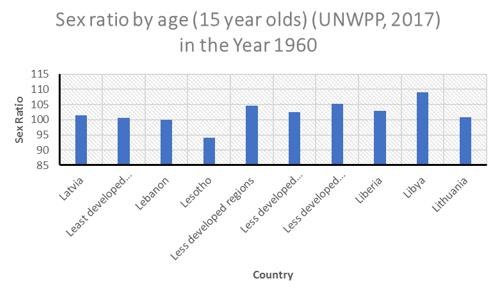 Sex ratio by age (15 year olds) (UNWPP, 2017)
in the Year 1960
115
110
105
100
95
90
85
Sex Ratio
Latvia
Least developed...
Lebanon
Lesotho
Less developed regions
Less developed...
Less developed...
Liberia
Libya
Lithuania
Country